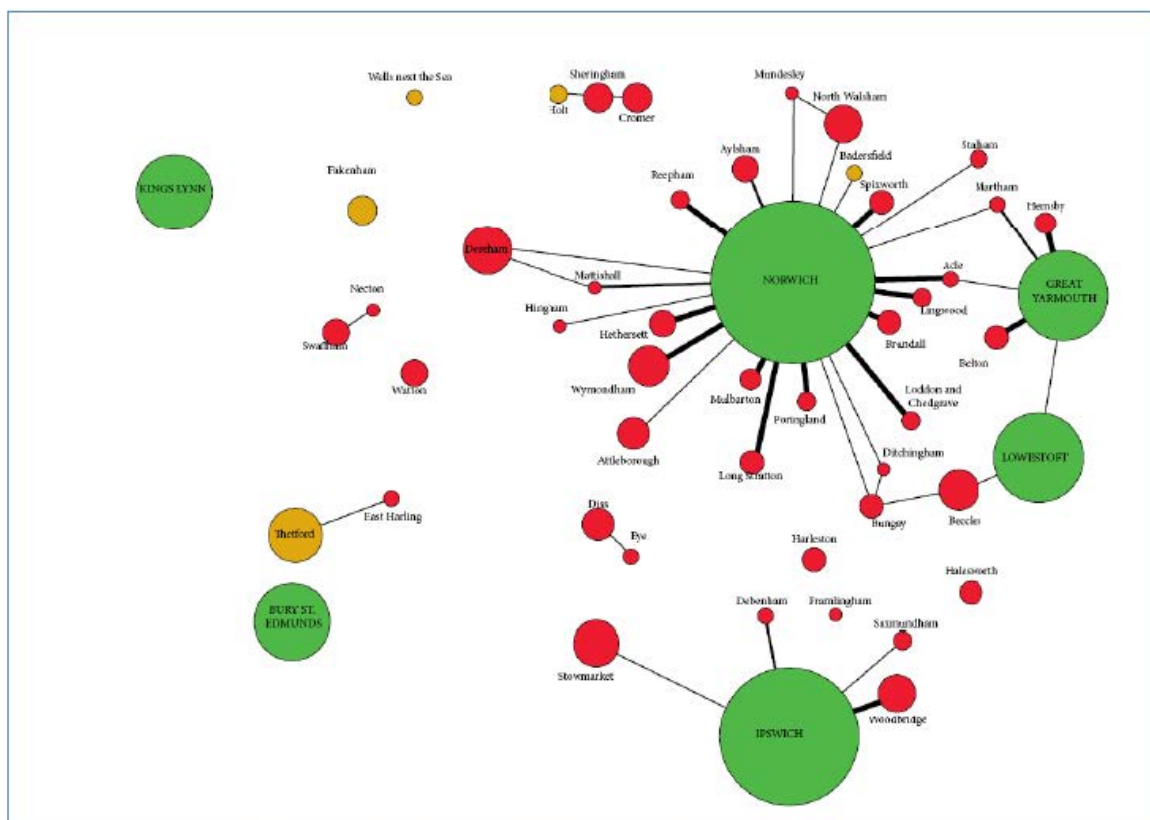 Wells next the Sea
Sheringham
Holt
Cromer
Mundesley
North Walsham
Aylsham
Badersfield
Stalham
Fakenham
Reepham
Spixworth
Martham
Hemsby
KINGS LYNN
Dereham
Mattishall
NORWICH
Acle
GREAT
YARMOUTH
Necton
Hingham
Lingwood
Swaffham
Hethersett
Brundall
Belton
Watton
Wymondham
Mulbarton
Poringland
Loddon and
Chedgrave
Attleborough
Long Stratton
Ditchingham
LOWESTOFT
Thetford
East Harling
Diss
Bungay
Beccles
Eye
Harleston
Halesworth
BURY ST.
EDMUNDS
Debenham
Framlingham
Saxmundham
Stowmarket
Woodbridge
IPSWICH